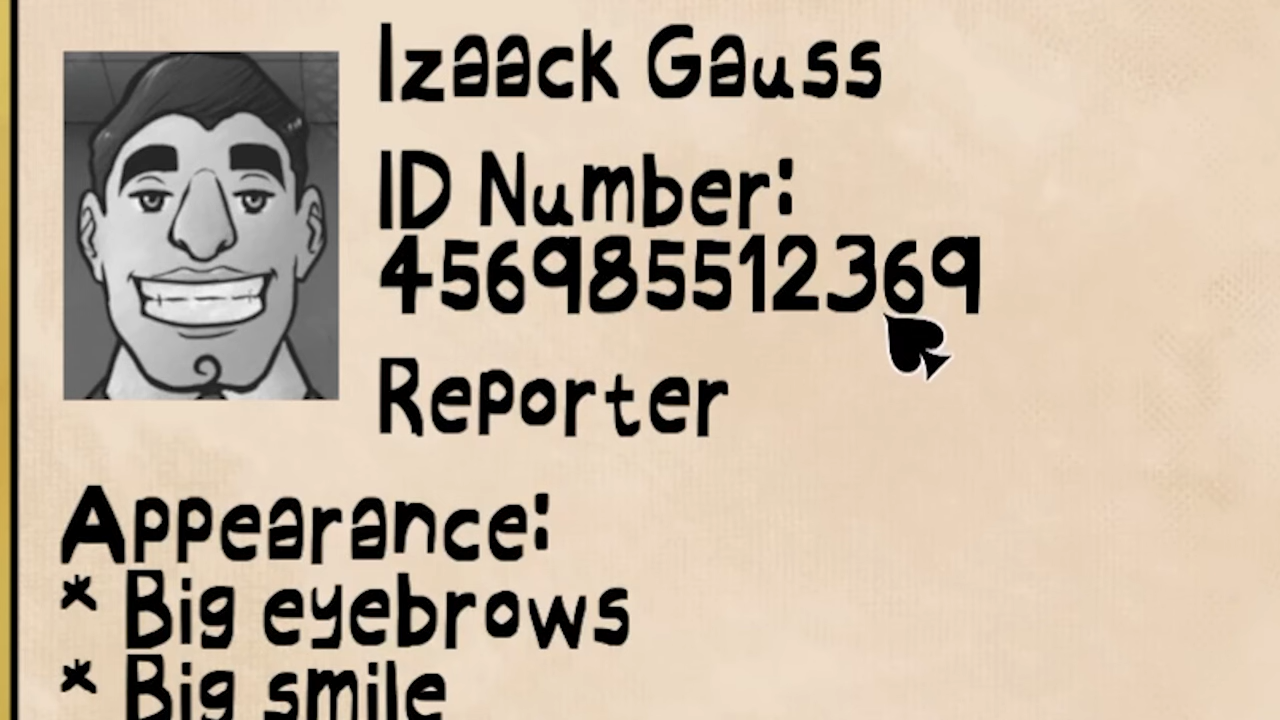 Izaack Gauss
ID Number:
456985512369
Reporter
Appearance:
* Big eyebrows
* Big smile